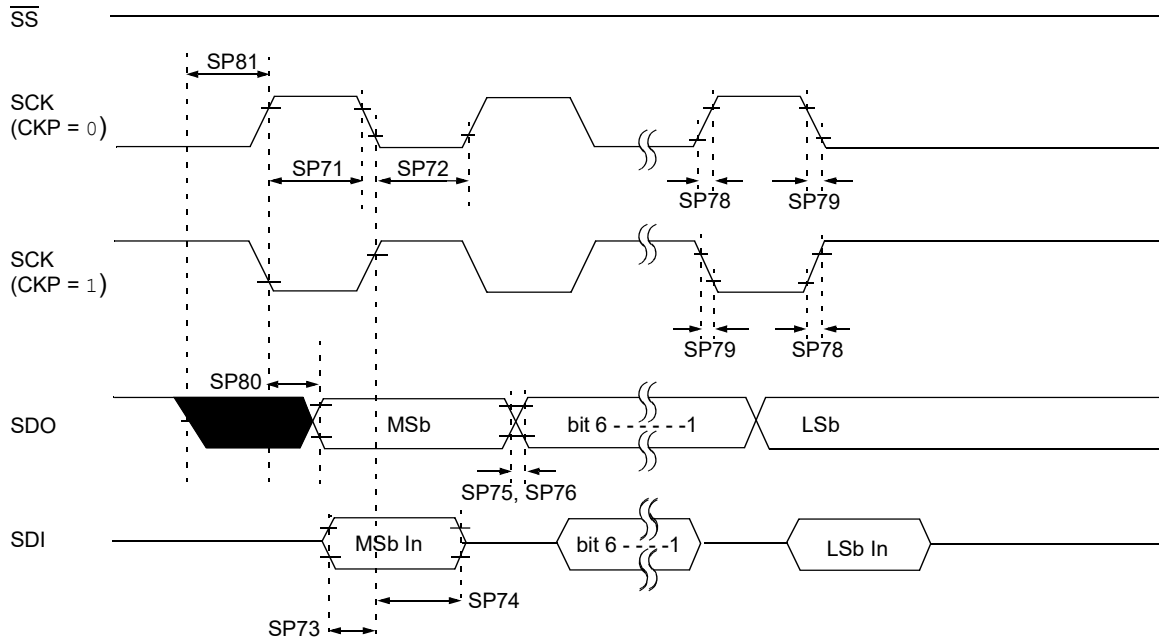 SS
SP81
SCK
(CKP = 0)
SP71
SP72
SP78
SP79
SCK
(CKP = 1)
SP79
SP78
SP80
SDO
MSb
bit 6 - - - - - -1
LSb
SP75, SP76
SDI
MSb In
bit 6 - - - - -1
LSb In
SP74
SP73